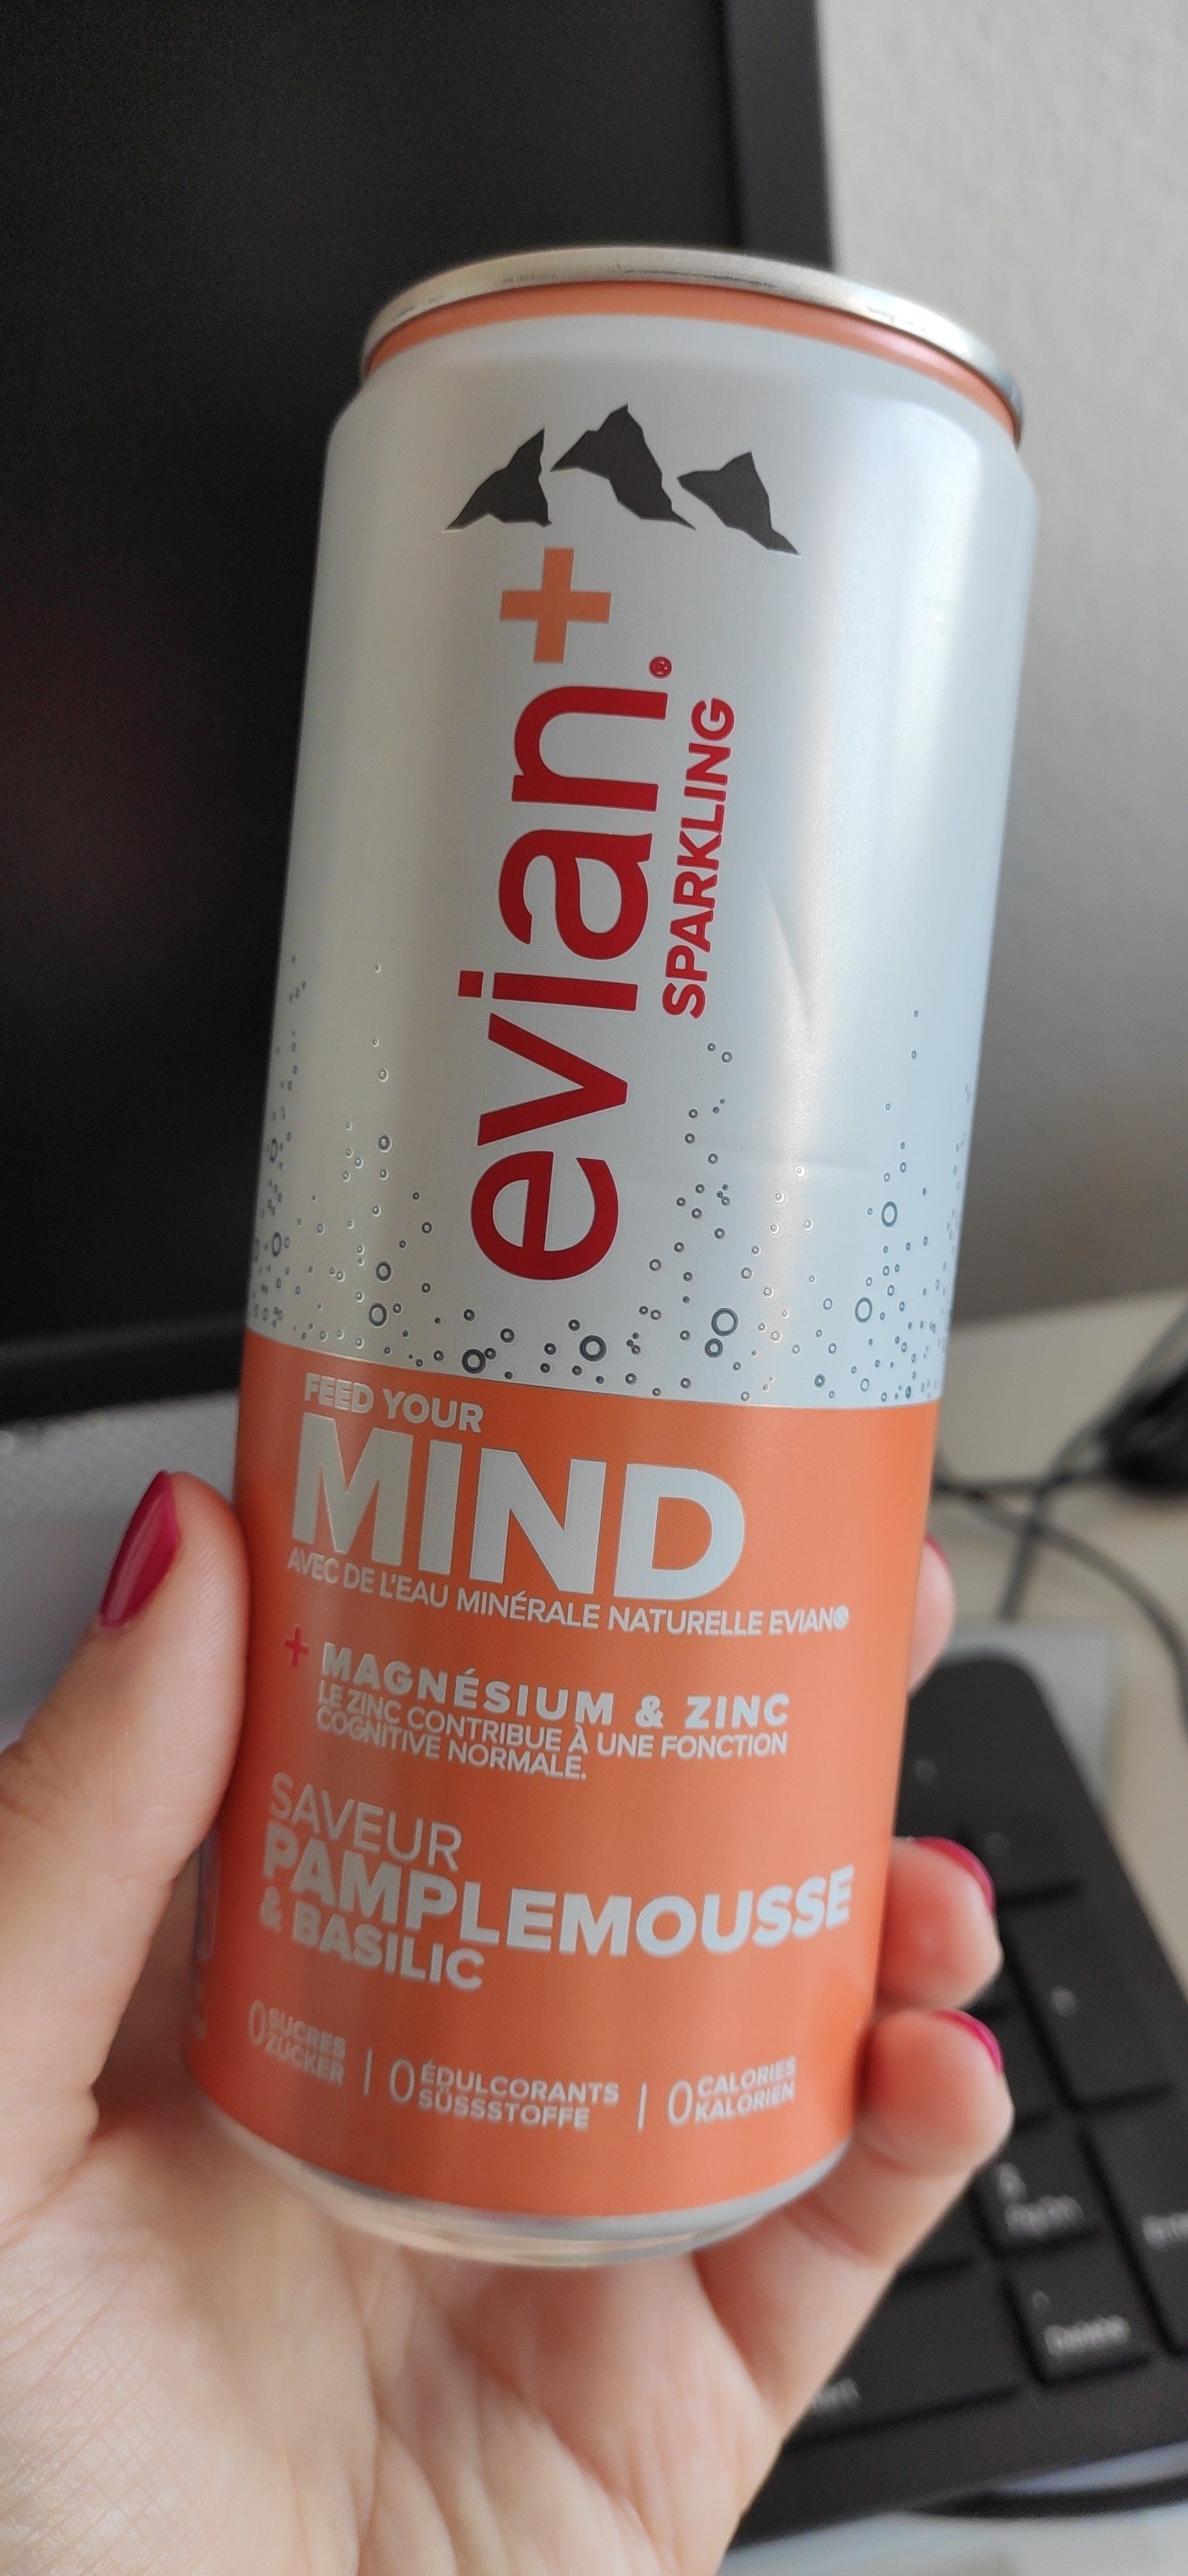 evian+®
SPARKLING
FEED YOUR
MIND
AVEC DE L'EAU MINÉRALE NATURELLE EVIAN®
+ MAGNÉSIUM & ZINC
LE ZINC CONTRIBUE À UNE FONCTION
COGNITIVE NORMALE.
SAVEUR
PAMPLEMOUSSE
& BASILIC
0 SUCRES
ZUCKER
0 ÉDULCORANTS
SÜSSSTOFFE
0 CALORIES
KALORIEN
Delete